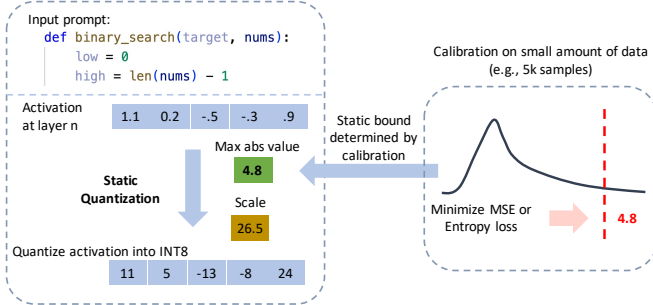 Input prompt:
def binary_search(target, nums):
low = 0
high = len(nums) - 1
Activation
at layer n
1.1 0.2 -.5 -.3 .9
Max abs value
4.8
Static
Quantization
Scale
26.5
Quantize activation into INT8
11 5 -13 -8 24
Static bound
determined by
calibration
Calibration on small amount of data
(e.g., 5k samples)
Minimize MSE or
Entropy loss
4.8